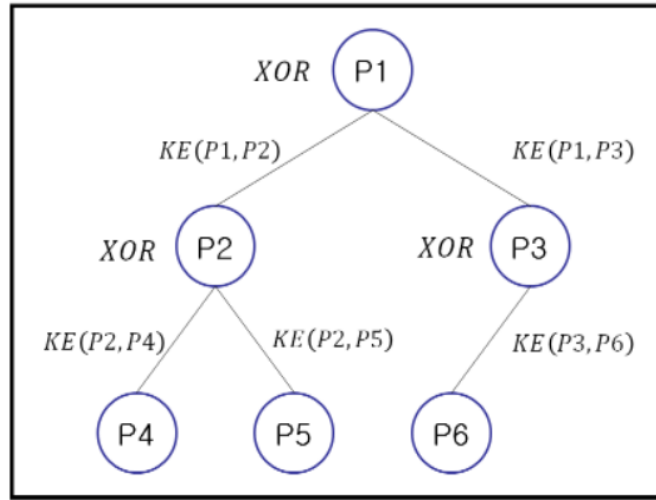 XOR P1
KE(P1,P2) KE(P1,P3)
XOR P2 XOR P3
KE(P2,P4) KE(P2,P5) KE(P3,P6)
P4 P5 P6